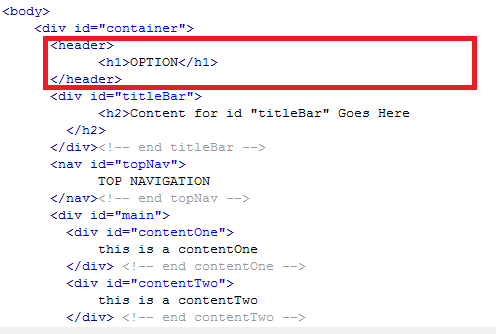 <body>
<div id="container">
<header>
<h1>OPTION</h1>
</header>
<div id="titleBar">
<h2>Content for id "titleBar" Goes Here
</h2>
</div><!-- end titleBar -->
<nav id="topNav">
TOP NAVIGATION
</nav><!-- end topNav -->
<div id="main">
<div id="contentOne">
this is a contentOne
</div> <!-- end contentOne -->
<div id="contentTwo">
this is a contentTwo
</div> <!-- end contentTwo -->